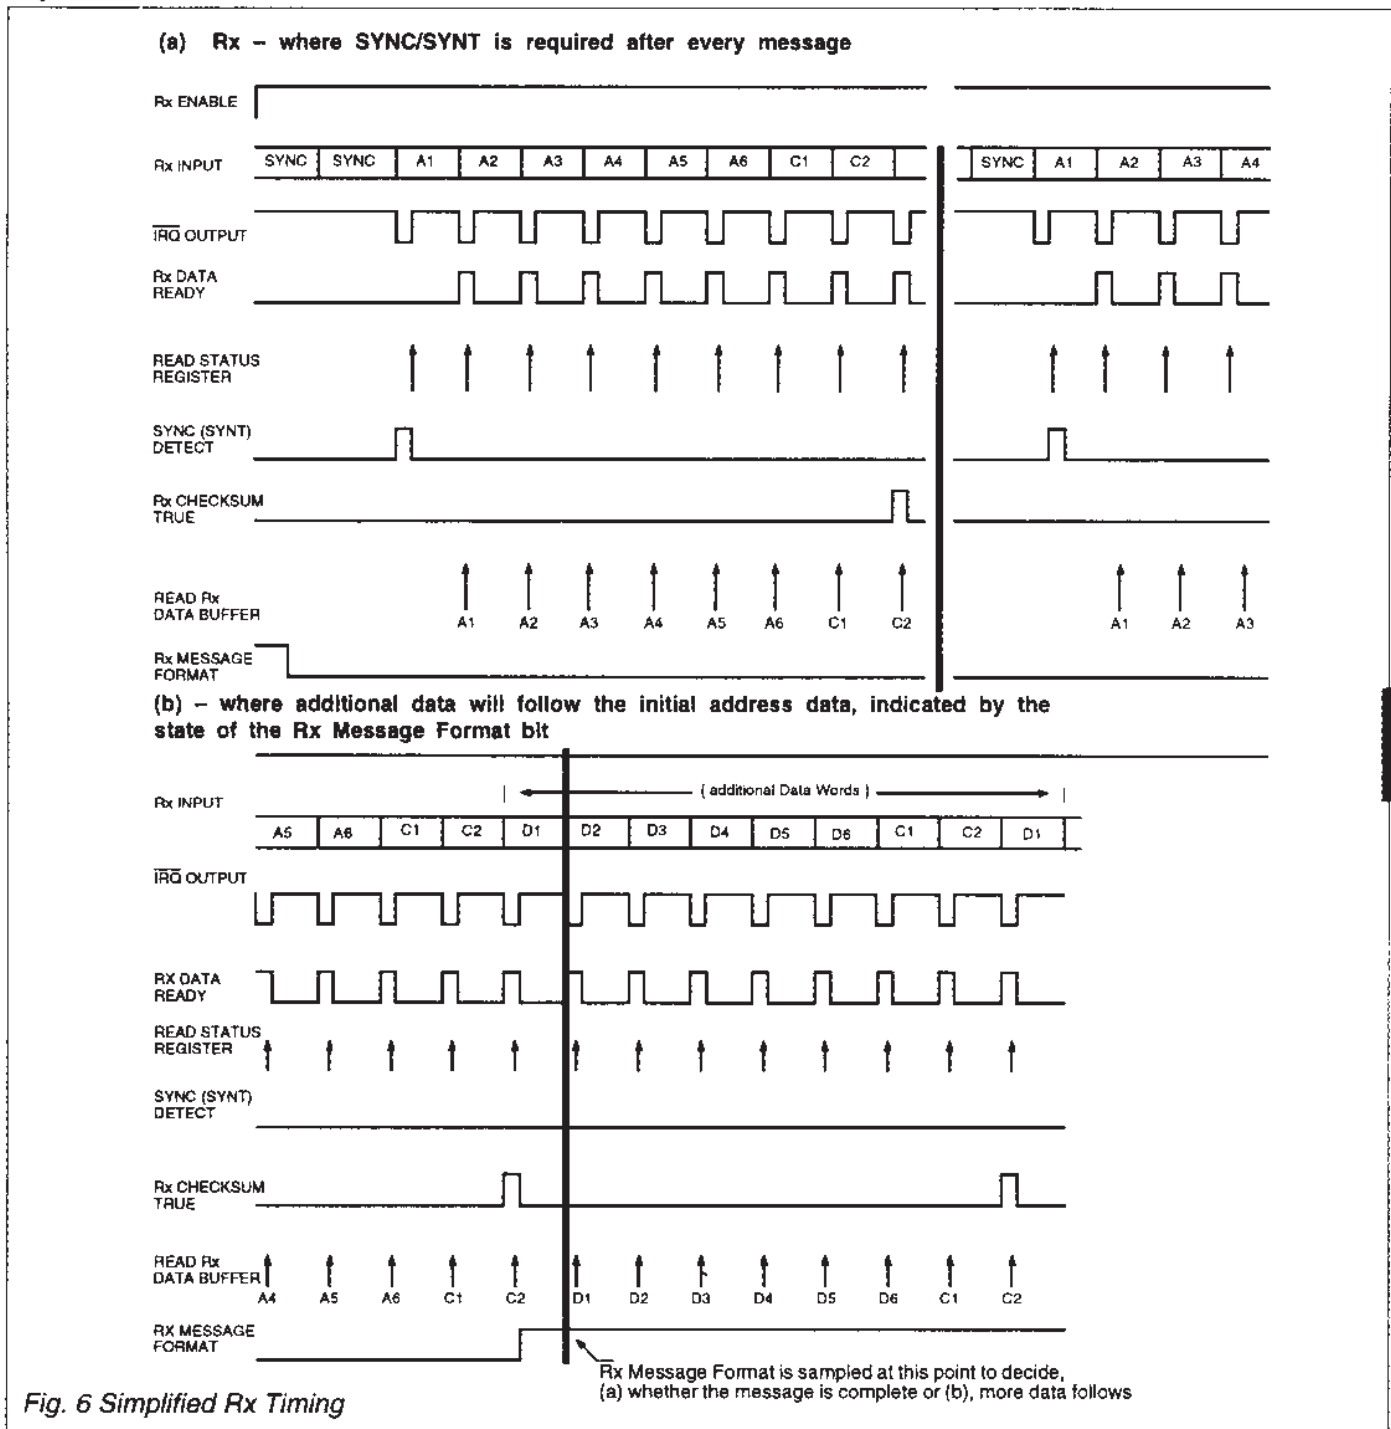 (a) Rx – where SYNC/SYNT is required after every message
Rx ENABLE
Rx INPUT
SYNC SYNC A1 A2 A3 A4 A5 A6 C1 C2 SYNC A1 A2 A3 A4
IRQ OUTPUT
Rx DATA
READY
READ STATUS
REGISTER
SYNC (SYNT)
DETECT
Rx CHECKSUM
TRUE
READ Rx
DATA BUFFER
A1 A2 A3 A4 A5 A6 C1 C2 A1 A2 A3
Rx MESSAGE
FORMAT
(b) – where additional data will follow the initial address data, indicated by the
state of the Rx Message Format bit
Rx INPUT
( additional Data Words )
A5 A6 C1 C2 D1 D2 D3 D4 D5 D6 C1 C2 D1
IRQ OUTPUT
RX DATA
READY
READ STATUS
REGISTER
SYNC (SYNT)
DETECT
Rx CHECKSUM
TRUE
READ Rx
DATA BUFFER
A4 A5 A6 C1 C2 D1 D2 D3 D4 D5 D6 C1 C2
RX MESSAGE
FORMAT
Rx Message Format is sampled at this point to decide,
(a) whether the message is complete or (b), more data follows
Fig. 6 Simplified Rx Timing